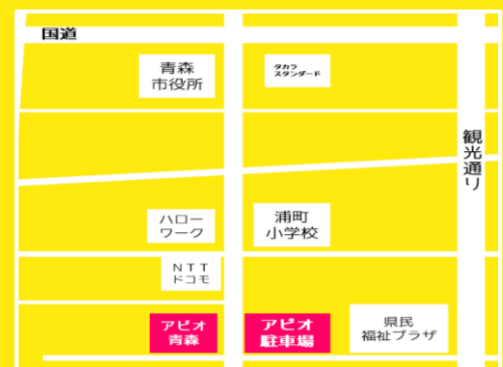 国道
青森
市役所
タカラ
スタンダード
観光通り
ハロー
ワーク
浦町
小学校
NTT
ドコモ
アピオ
青森
アピオ
駐車場
県民
福祉プラザ